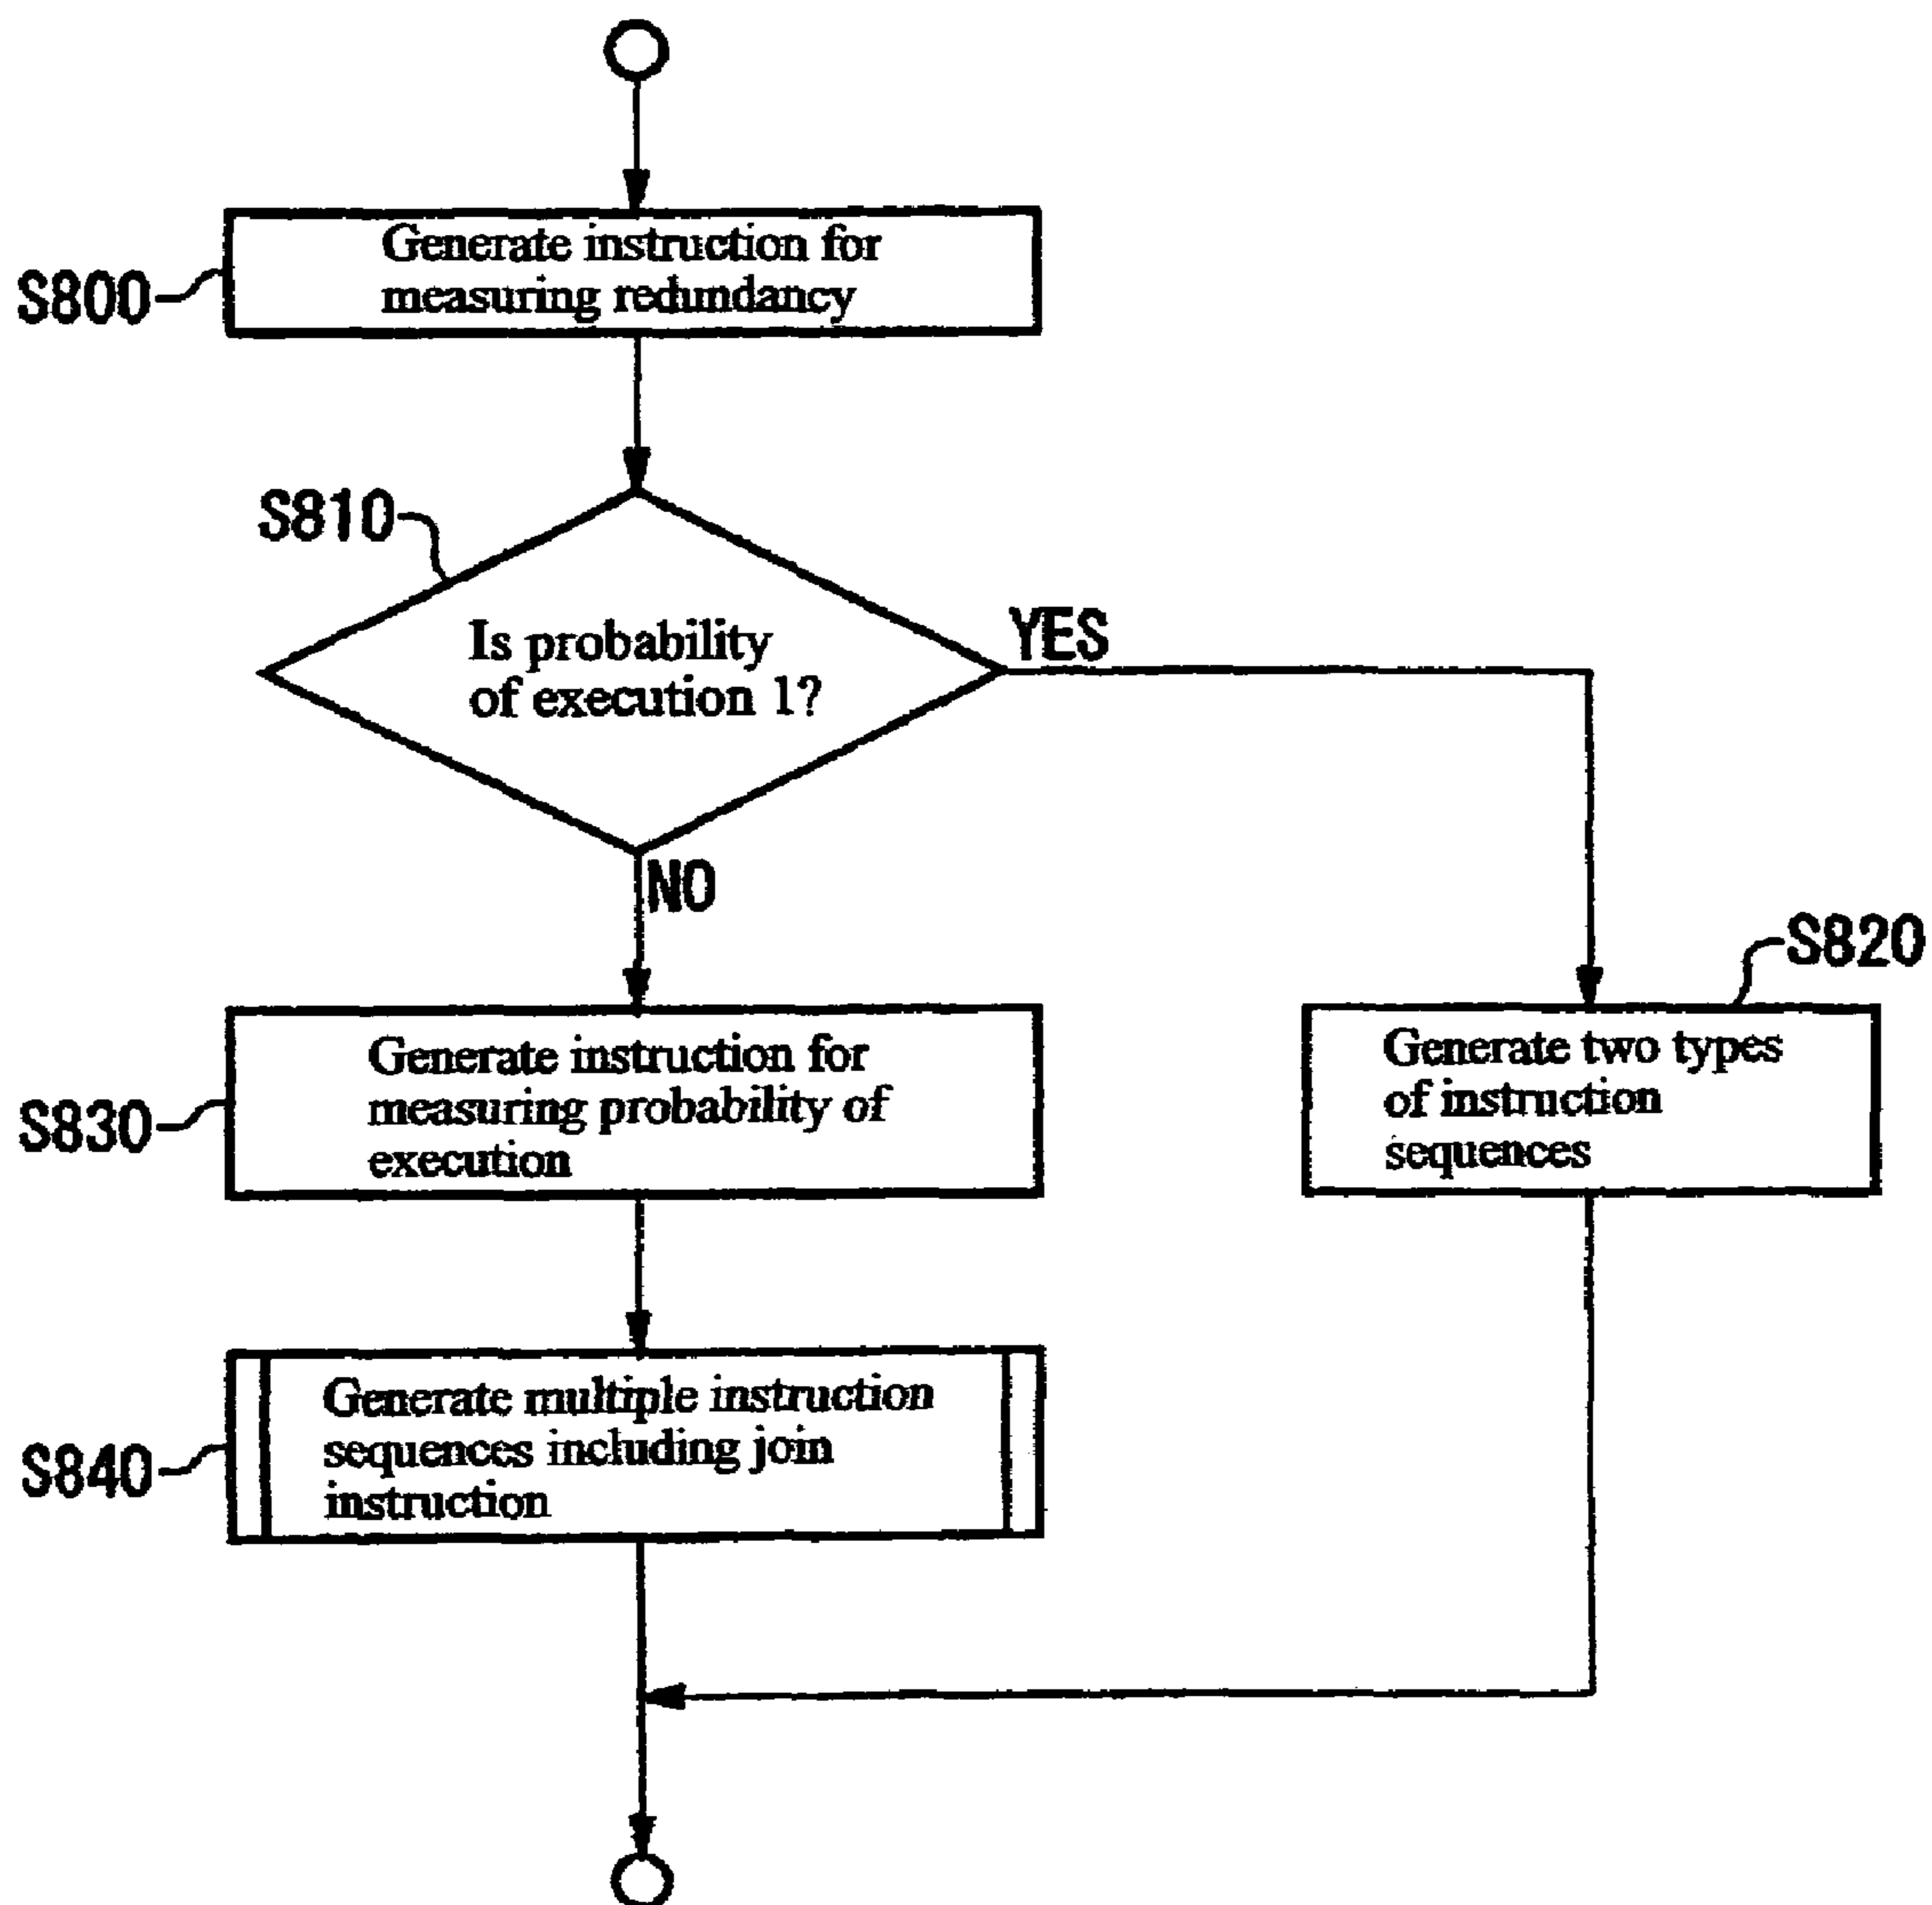 Generate instruction for
measuring redundancy
S800
S810
Is probability
of execution 1?
YES
NO
S820
Generate two types
of instruction
sequences
Generate instruction for
measuring probability of
execution
S830
Generate multiple instruction
sequences including join
instruction
S840